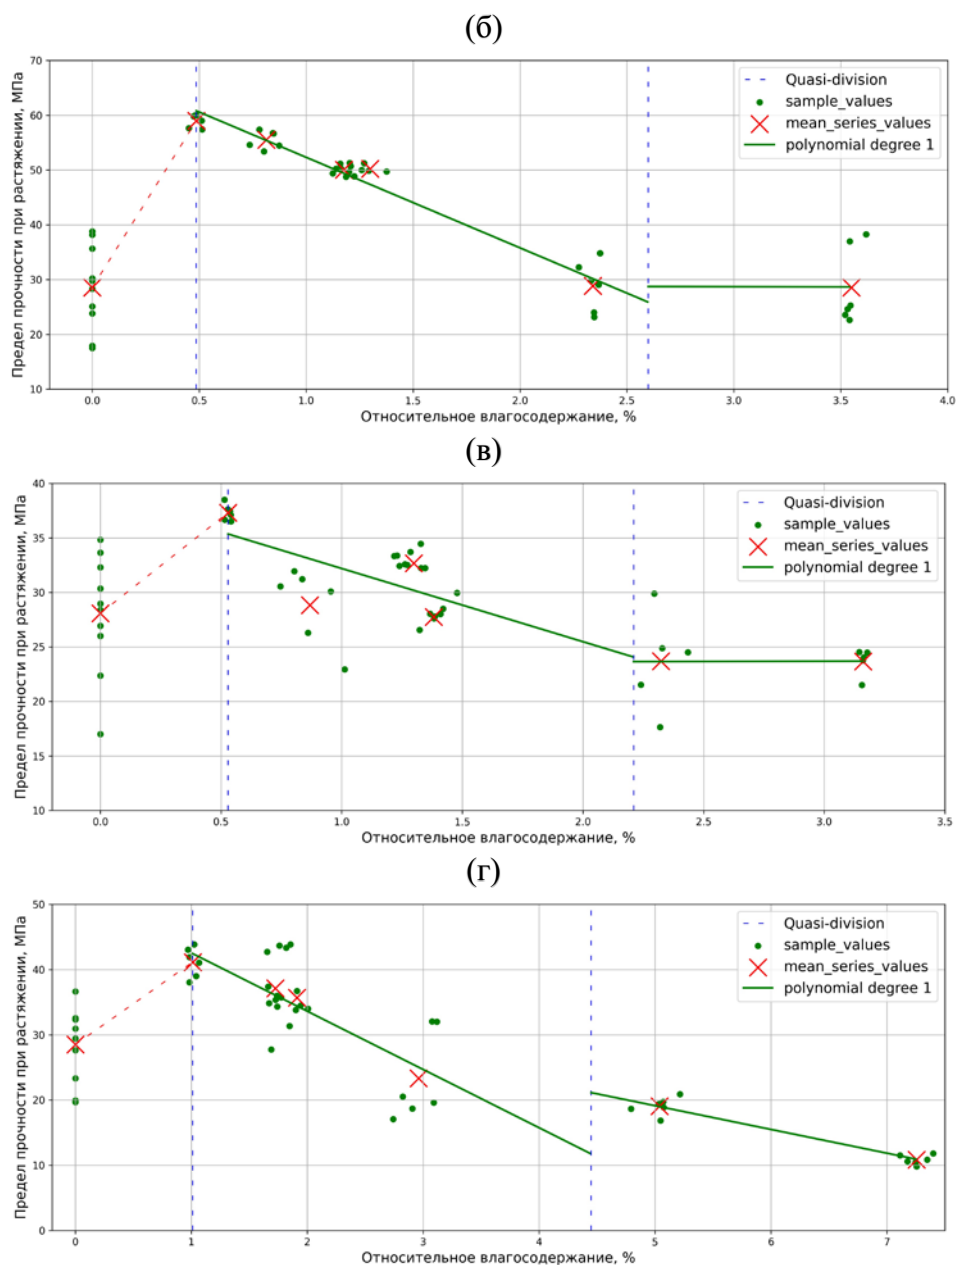 (б)
Предел прочности при растяжении, МПа
70
60
50
40
30
20
10
Quasi-division
sample_values
mean_series_values
polynomial degree 1
0.0 0.5 1.0 1.5 2.0 2.5 3.0 3.5 4.0
Относительное влагосодержание, %
(в)
Предел прочности при растяжении, МПа
40
35
30
25
20
15
10
Quasi-division
sample_values
mean_series_values
polynomial degree 1
0.0 0.5 1.0 1.5 2.0 2.5 3.0 3.5
Относительное влагосодержание, %
(г)
Предел прочности при растяжении, МПа
50
40
30
20
10
0
Quasi-division
sample_values
mean_series_values
polynomial degree 1
0 1 2 3 4 5 6 7
Относительное влагосодержание, %